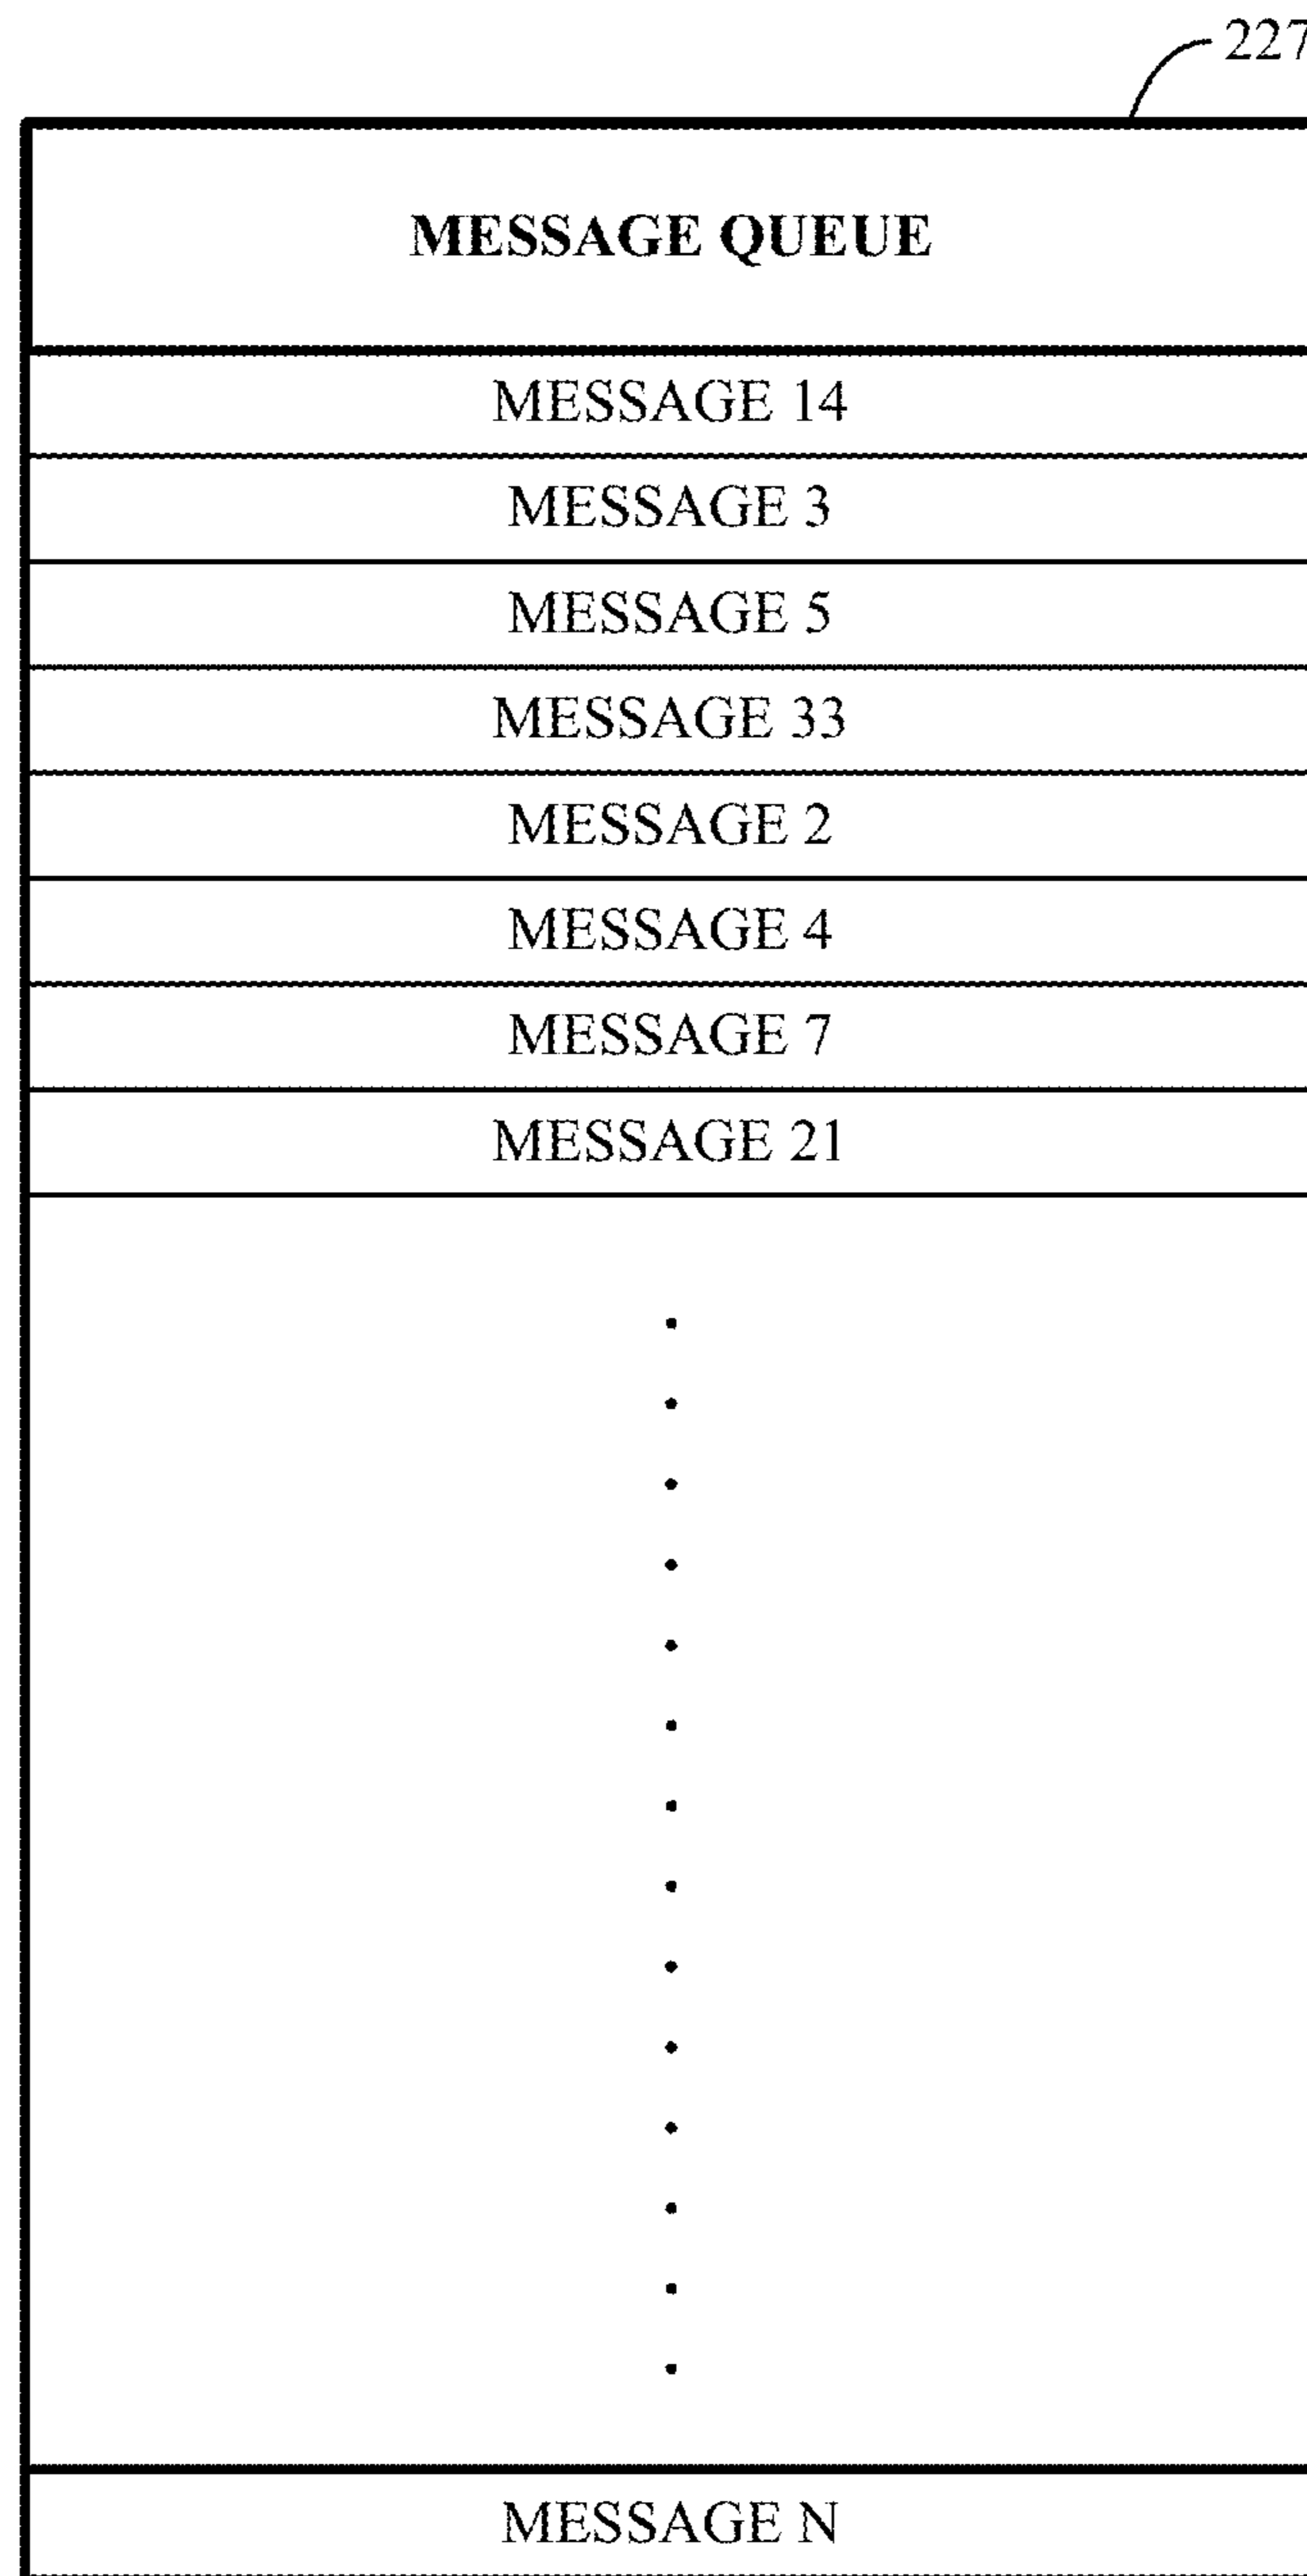 227
MESSAGE QUEUE
MESSAGE 14
MESSAGE 3
MESSAGE 5
MESSAGE 33
MESSAGE 2
MESSAGE 4
MESSAGE 7
MESSAGE 21
.
.
.
.
.
.
.
.
.
.
.
.
.
.
MESSAGE N